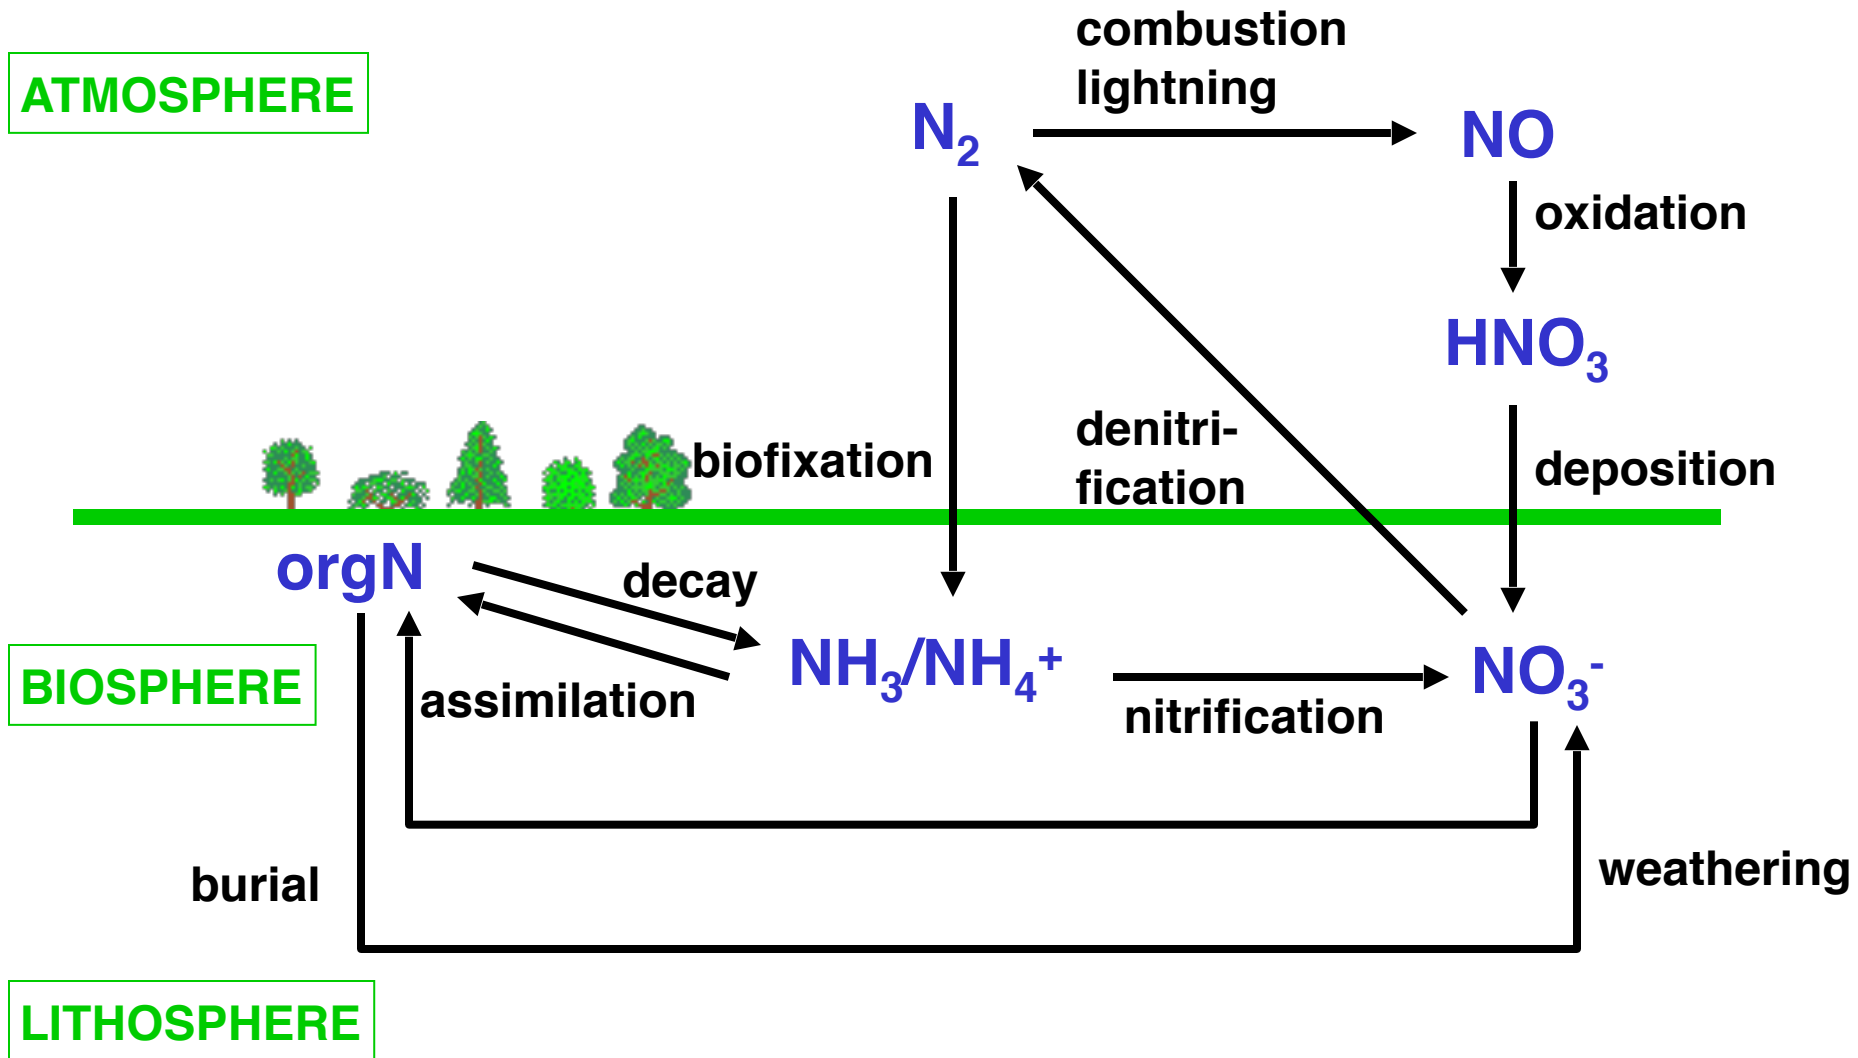 combustion
lightning
ATMOSPHERE
N₂
NO
oxidation
HNO₃
denitri-
fication
biofixation
deposition
orgN
decay
BIOSPHERE
NH₃/NH₄⁺
NO₃⁻
assimilation
nitrification
burial
weathering
LITHOSPHERE